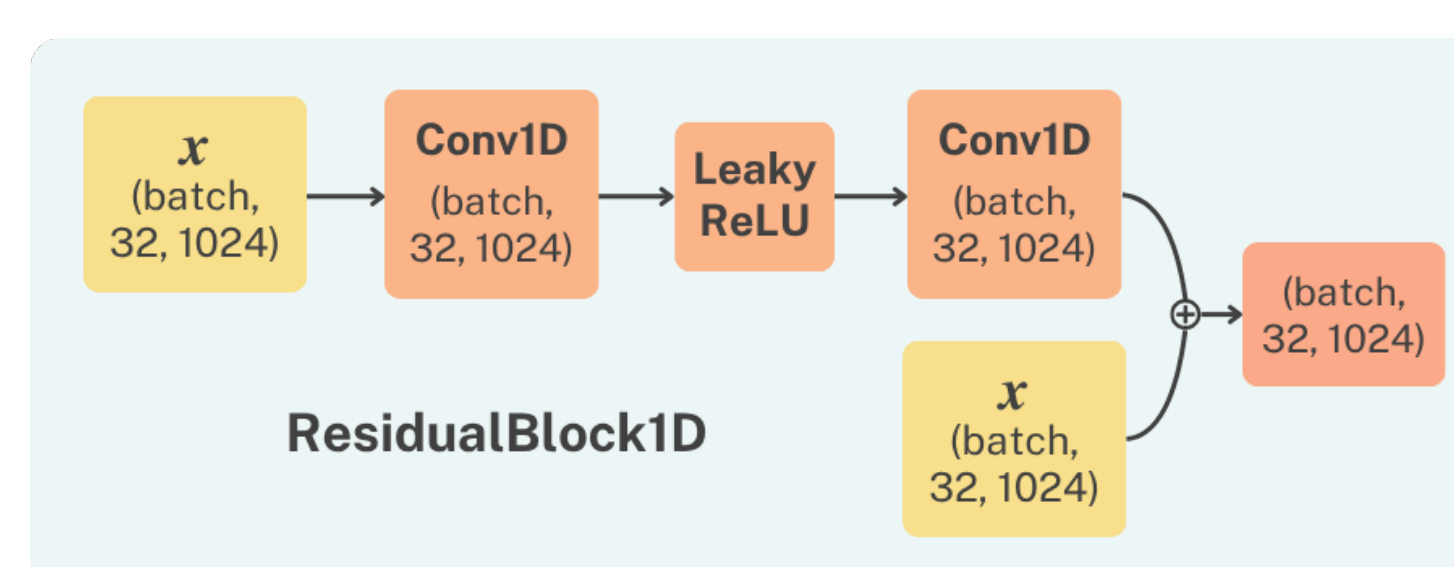 x
(batch,
32, 1024)
Conv1D
(batch,
32, 1024)
Leaky
ReLU
Conv1D
(batch,
32, 1024)
x
(batch,
32, 1024)
(batch,
32, 1024)
ResidualBlock1D